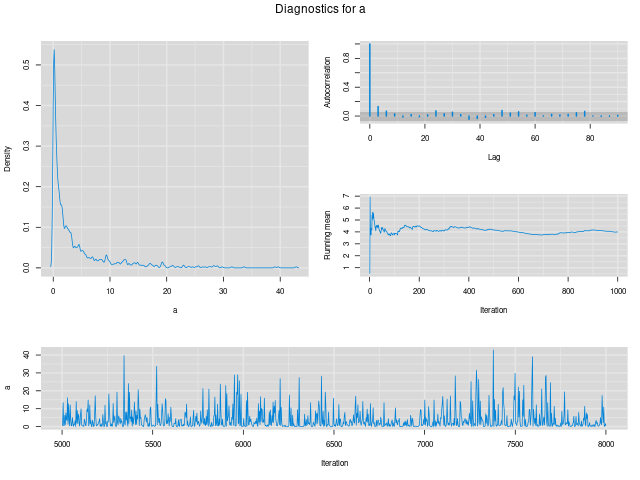 Diagnostics for a
Density
0.0 0.1 0.2 0.3 0.4 0.5
0 10 20 30 40
a
Autocorrelation
0.0 0.4 0.8
0 20 40 60 80
Lag
Running mean
1 2 3 4 5 6 7
0 200 400 600 800 1000
Iteration
a
0 10 20 30 40
5000 5500 6000 6500 7000 7500 8000
Iteration